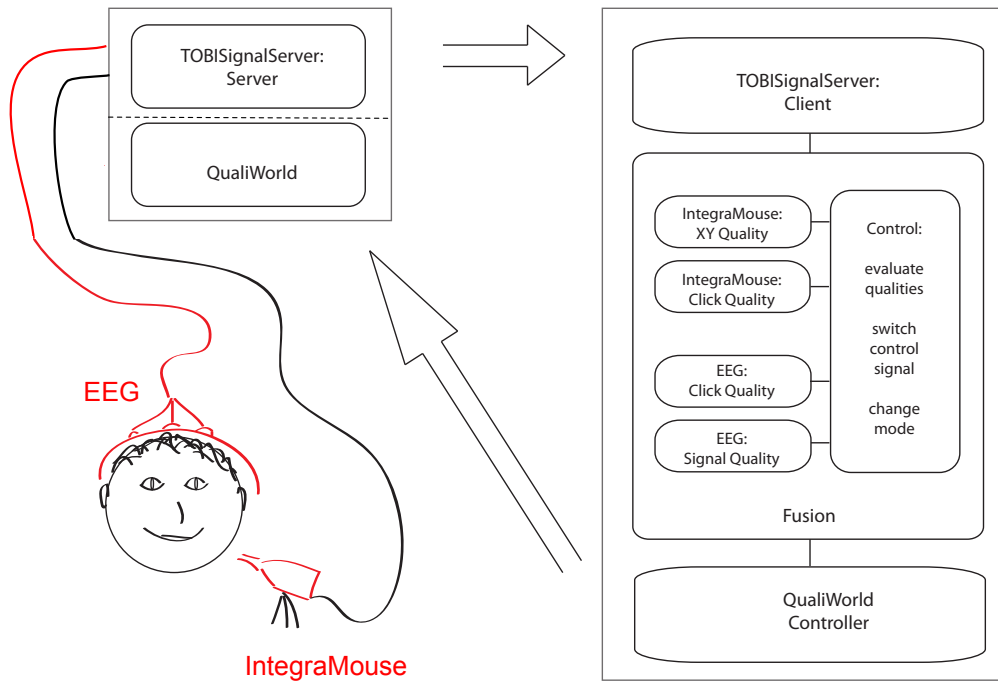 TOBISignalServer:
Server
QualiWorld
EEG
IntegraMouse
TOBISignalServer:
Client
IntegraMouse:
XY Quality
IntegraMouse:
Click Quality
EEG:
Click Quality
EEG:
Signal Quality
Control:
evaluate
qualities
switch
control
signal
change
mode
Fusion
QualiWorld
Controller